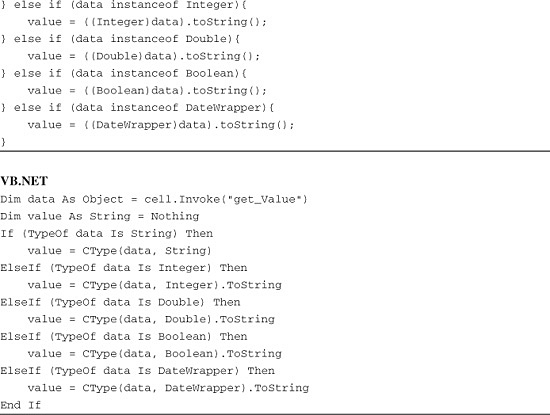 } else if (data instanceof Integer){
value = ((Integer)data).toString();
} else if (data instanceof Double){
value = ((Double)data).toString();
} else if (data instanceof Boolean){
value = ((Boolean)data).toString();
} else if (data instanceof DateWrapper){
value = ((DateWrapper)data).toString();
}
VB.NET
Dim data As Object = cell.Invoke("get_Value")
Dim value As String = Nothing
If (TypeOf data Is String) Then
value = CType(data, String)
ElseIf (TypeOf data Is Integer) Then
value = CType(data, Integer).ToString
ElseIf (TypeOf data Is Double) Then
value = CType(data, Double).ToString
ElseIf (TypeOf data Is Boolean) Then
value = CType(data, Boolean).ToString
ElseIf (TypeOf data Is DateWrapper) Then
value = CType(data, DateWrapper).ToString
End If